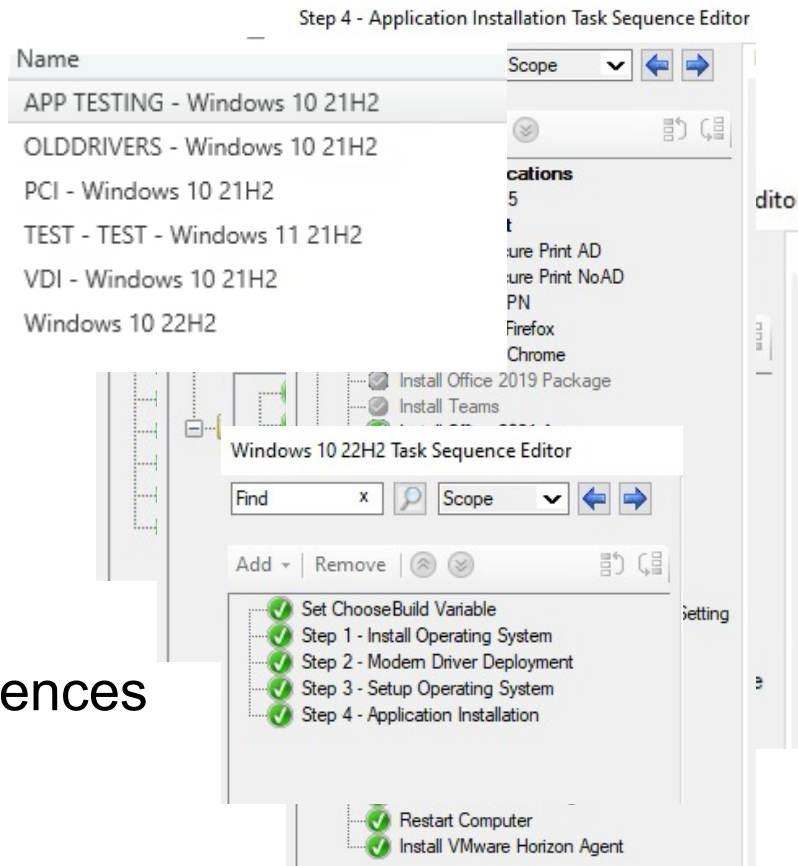 Step 4 - Application Installation Task Sequence Editor
Name
APP TESTING - Windows 10 21H2
OLDDRIVERS - Windows 10 21H2
PCI - Windows 10 21H2
TEST - TEST - Windows 11 21H2
VDI - Windows 10 21H2
Windows 10 22H2
Scope
cations
5
t
cure Print AD
cure Print NoAD
PN
Firefox
Chrome
Install Office 2019 Package
Install Teams
dito
Windows 10 22H2 Task Sequence Editor
Find x Scope
Add Remove
Set ChooseBuild Variable
Step 1 - Install Operating System
Step 2 - Modern Driver Deployment
Step 3 - Setup Operating System
Step 4 - Application Installation
Setting
e
ences
Restart Computer
Install VMware Horizon Agent